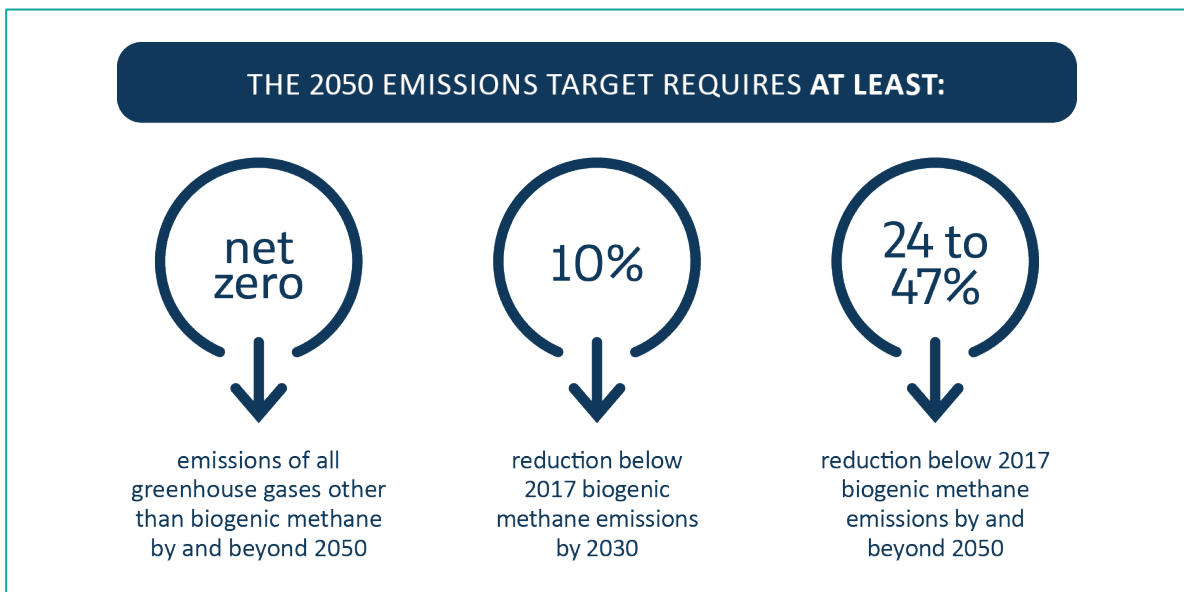 THE 2050 EMISSIONS TARGET REQUIRES AT LEAST:
net
zero
emissions of all
greenhouse gases other
than biogenic methane
by and beyond 2050
10%
reduction below
2017 biogenic
methane emissions
by 2030
24 to
47%
reduction below 2017
biogenic methane
emissions by and
beyond 2050